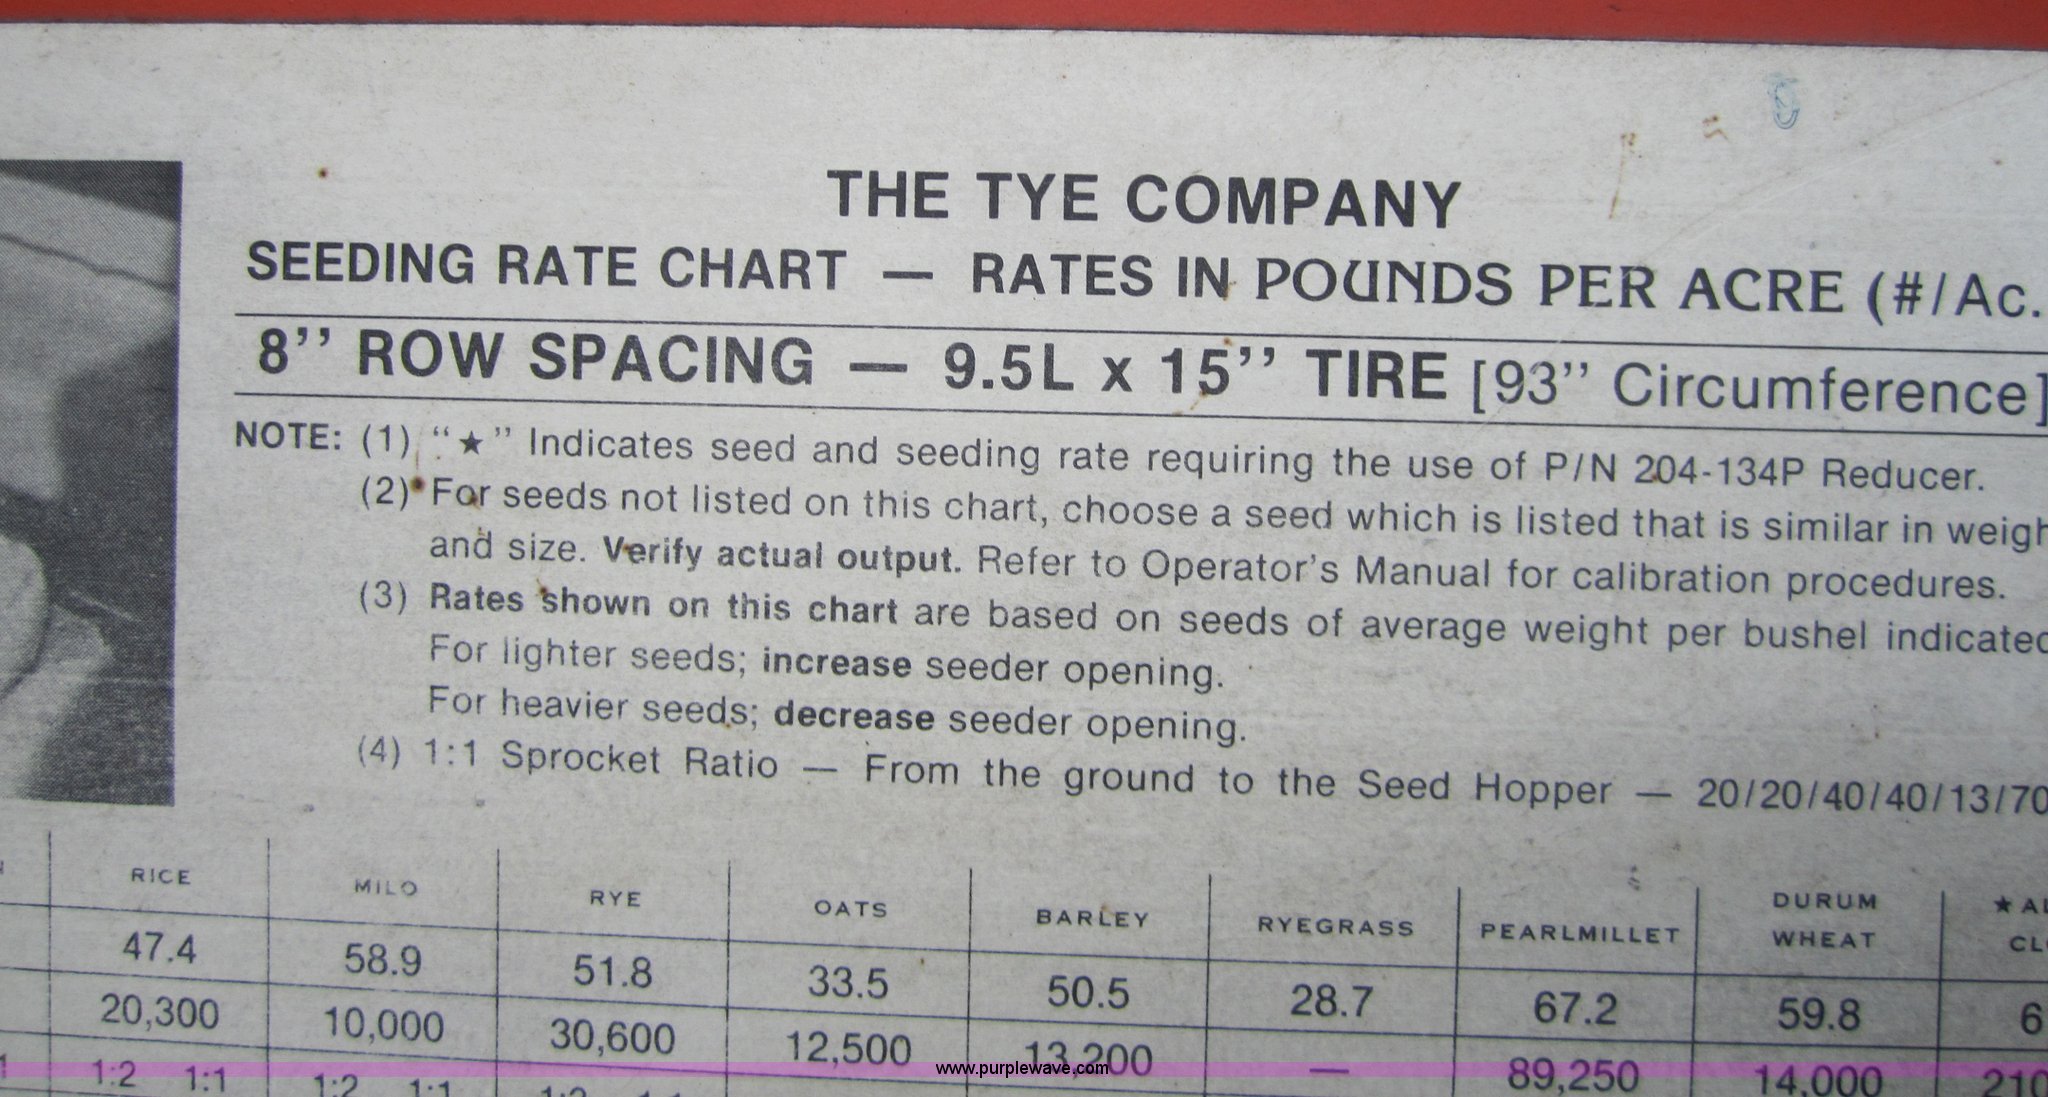 THE TYE COMPANY
SEEDING RATE CHART — RATES IN POUNDS PER ACRE (#/Ac.
8’’ ROW SPACING — 9.5L x 15’’ TIRE [93’’ Circumference]
NOTE: (1) “★” Indicates seed and seeding rate requiring the use of P/N 204-134P Reducer.
(2) For seeds not listed on this chart, choose a seed which is listed that is similar in weigh
and size. Verify actual output. Refer to Operator’s Manual for calibration procedures.
(3) Rates shown on this chart are based on seeds of average weight per bushel indicated
For lighter seeds; increase seeder opening.
For heavier seeds; decrease seeder opening.
(4) 1:1 Sprocket Ratio — From the ground to the Seed Hopper — 20/20/40/40/13/70
RICE MILO RYE OATS BARLEY RYEGRASS PEARLMILLET DURUM WHEAT ★
47.4 58.9 51.8 33.5 50.5 28.7 67.2 59.8 6
20,300 10,000 30,600 12,500 13,200 — 89,250 14,000 210
1:2 1:1 1:2 1:1 1:2 1:1
www.purplewave.com